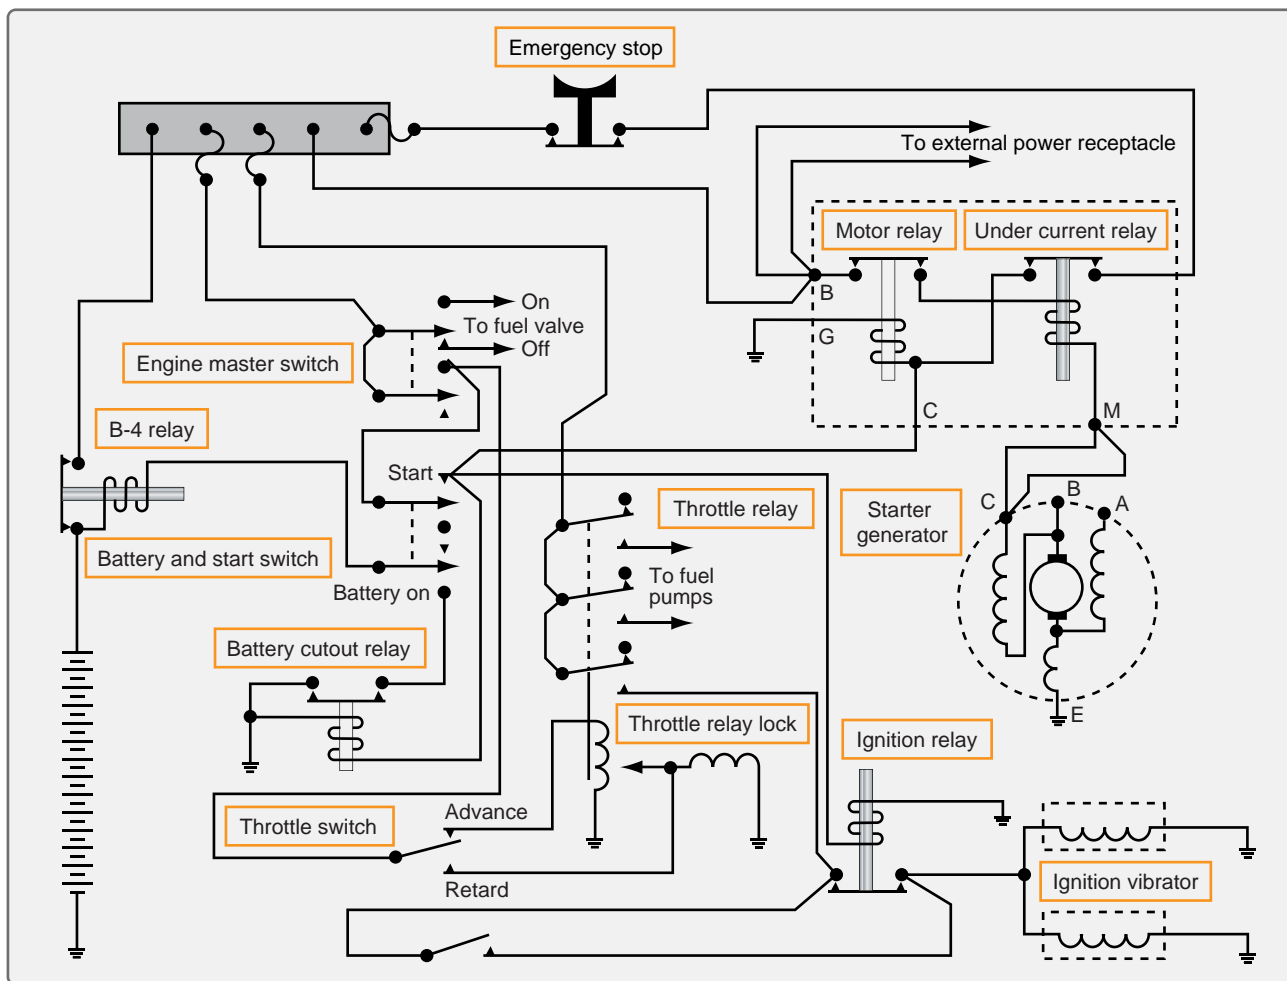 Emergency stop
To external power receptacle
Motor relay
Under current relay
B
G
On
To fuel valve
Off
Engine master switch
C
M
B-4 relay
Start
Throttle relay
Starter
generator
C
B
A
Battery and start switch
Battery on
To fuel
pumps
Battery cutout relay
Throttle relay lock
E
Ignition relay
Throttle switch
Advance
Retard
Ignition vibrator